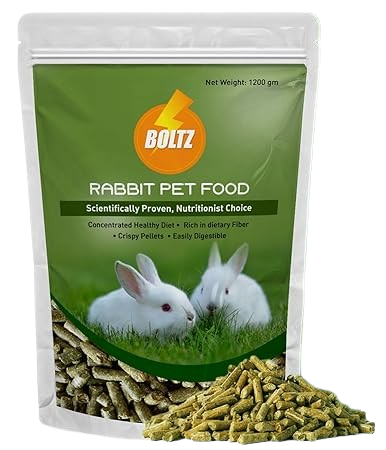 Net Weight: 1200 gm
BOLTZ
RABBIT PET FOOD
Scientifically Proven, Nutritionist Choice
Concentrated Healthy Diet • Rich in dietary Fiber
• Crispy Pellets • Easily Digestible